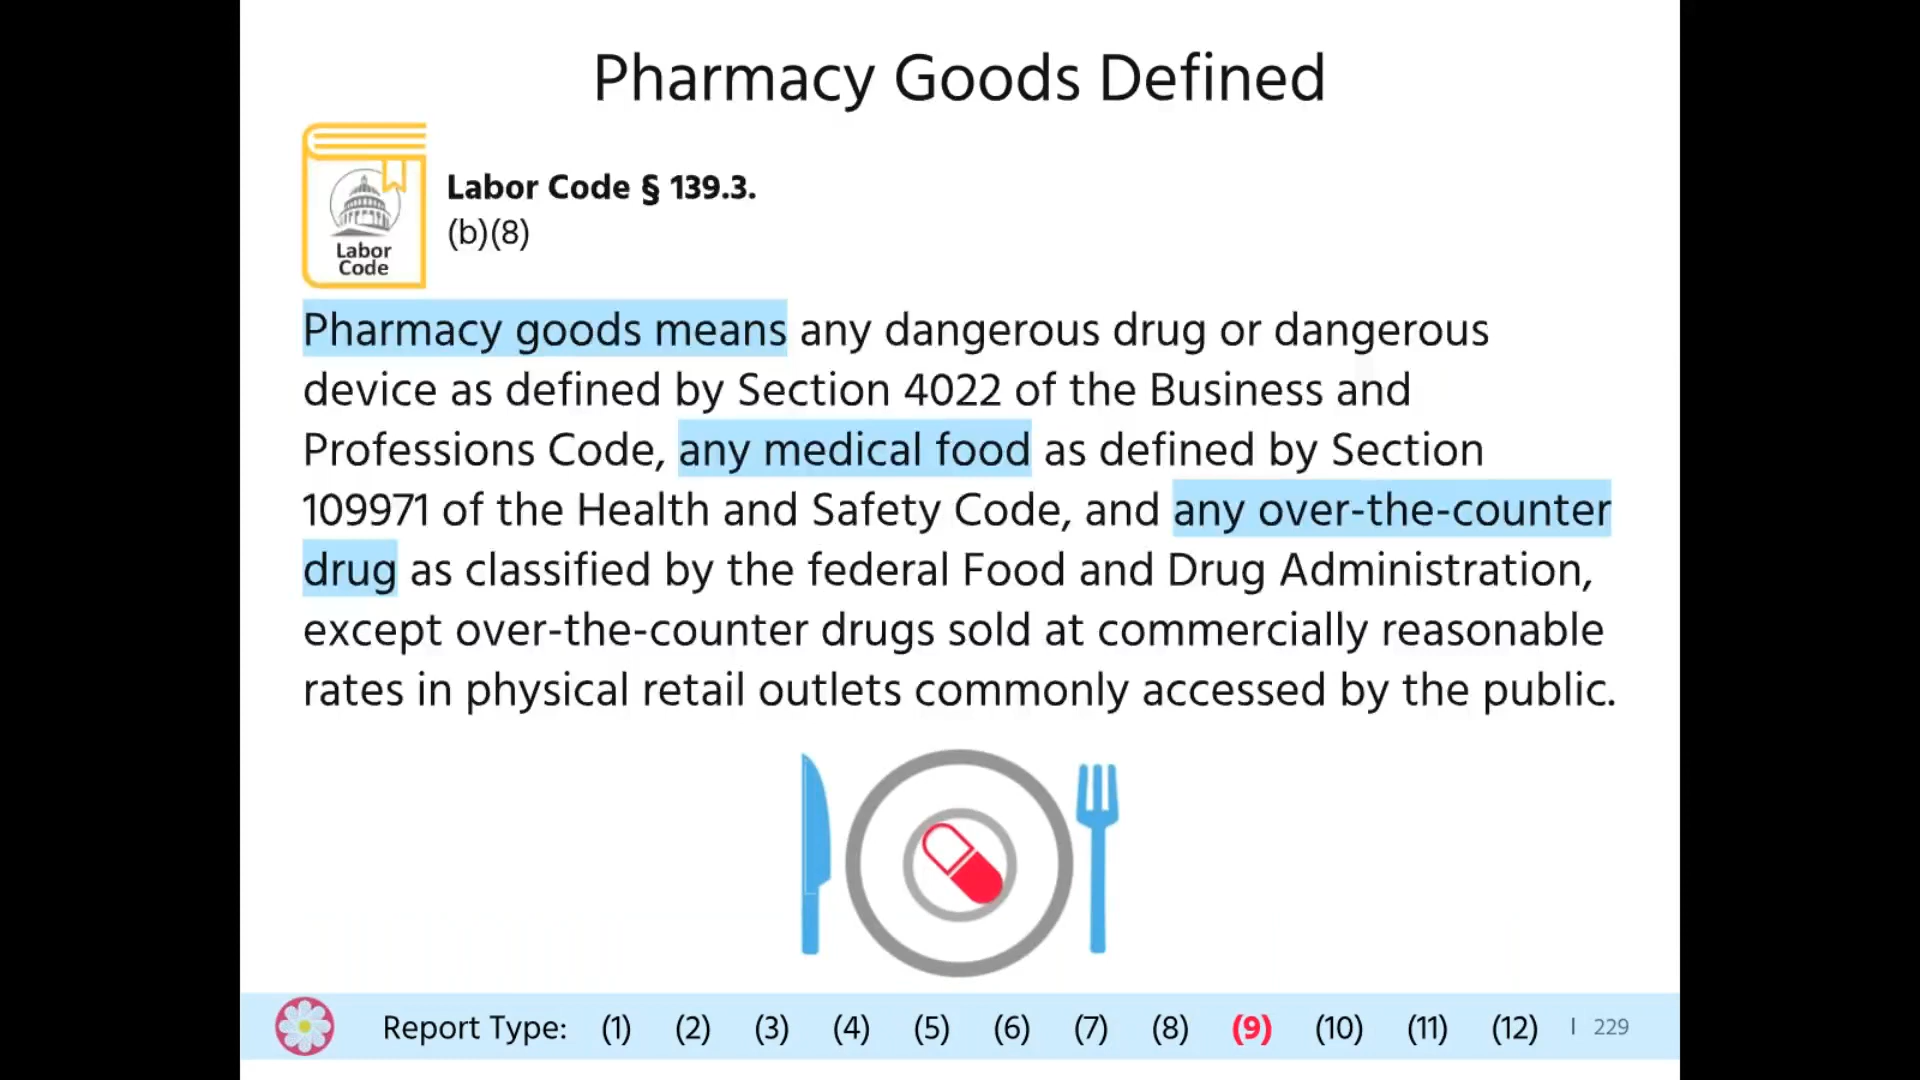 Pharmacy Goods Defined
Labor
Code
Labor Code § 139.3.
(b)(8)
Pharmacy goods means any dangerous drug or dangerous
device as defined by Section 4022 of the Business and
Professions Code, any medical food as defined by Section
109971 of the Health and Safety Code, and any over-the-counter
drug as classified by the federal Food and Drug Administration,
except over-the-counter drugs sold at commercially reasonable
rates in physical retail outlets commonly accessed by the public.
Report Type: (1) (2) (3) (4) (5) (6) (7) (8) (9) (10) (11) (12) | 229